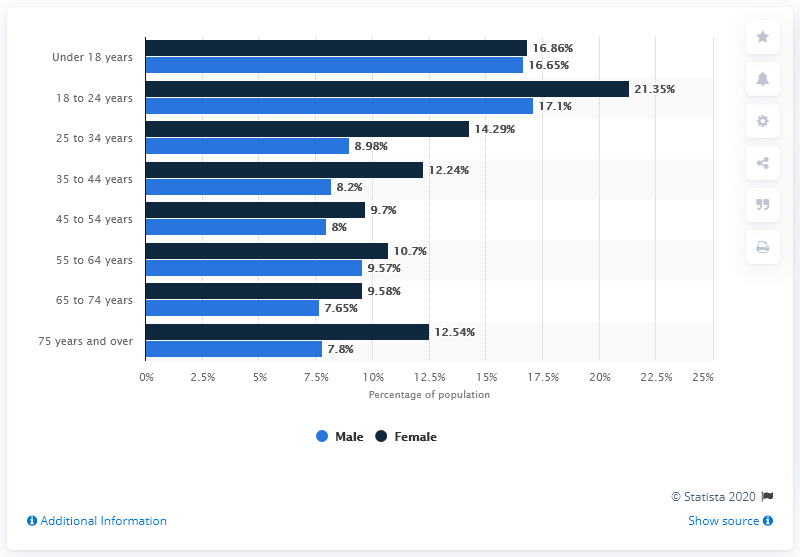 Under 18 years
16.86%
16.65%
18 to 24 years
21.35%
17.1%
25 to 34 years
14.29%
8.98%
35 to 44 years
12.24%
8.2%
45 to 54 years
9.7%
8%
55 to 64 years
10.7%
9.57%
65 to 74 years
9.58%
7.65%
75 years and over
12.54%
7.8%
0% 2.5% 5% 7.5% 10% 12.5% 15% 17.5% 20% 22.5% 25%
Percentage of population
Male Female
© Statista 2020
Additional Information Show source